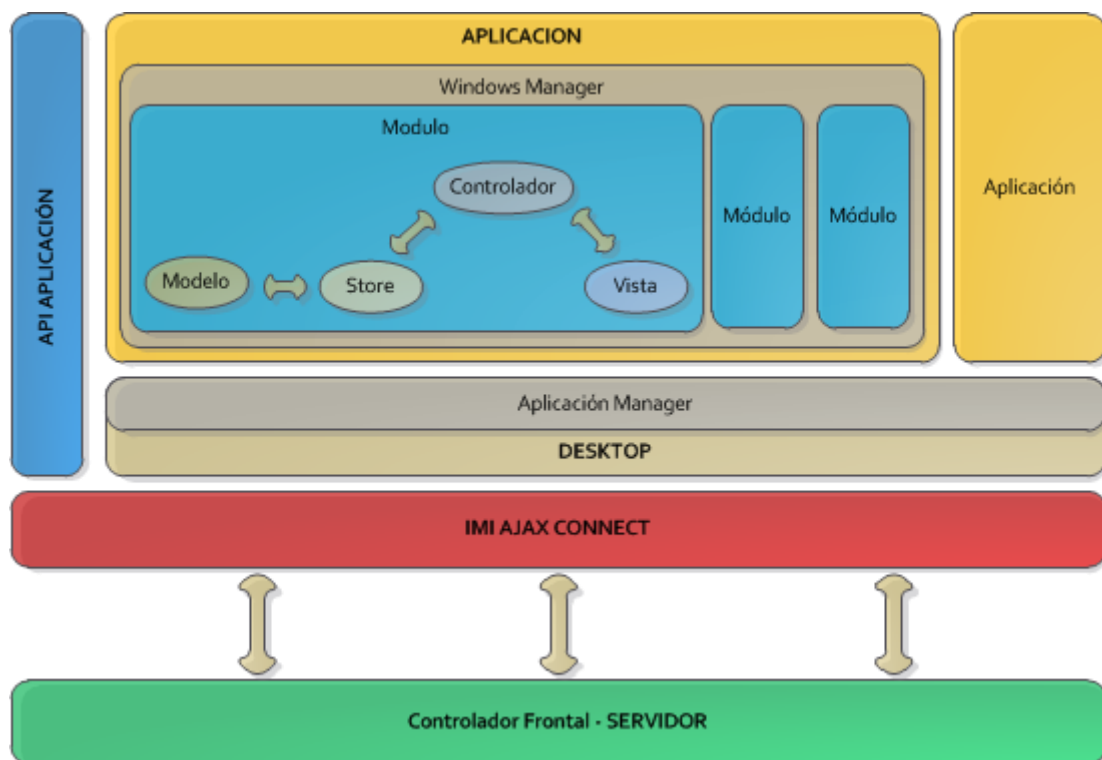 APLICACION
Windows Manager
Modulo
Controlador
Modelo
Store
Vista
Módulo
Módulo
Aplicación
API APLICACIÓN
Aplicación Manager
DESKTOP
IMI AJAX CONNECT
Controlador Frontal - SERVIDOR